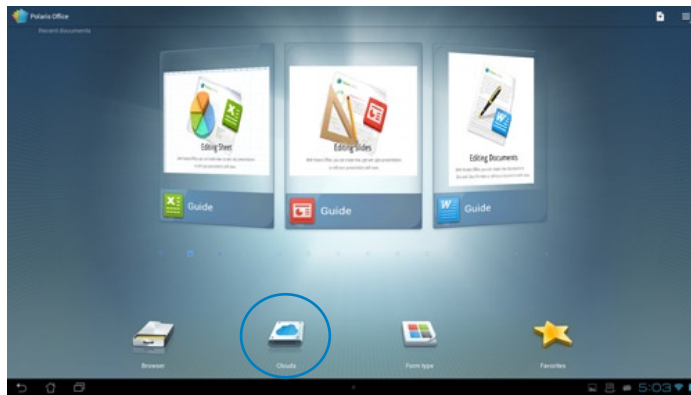 Polaris Office
Recent documents
Editing Sheet
Editing Slides
Editing Documents
Guide
Guide
Guide
Browser
Clouds
Form type
Favorites
5:03